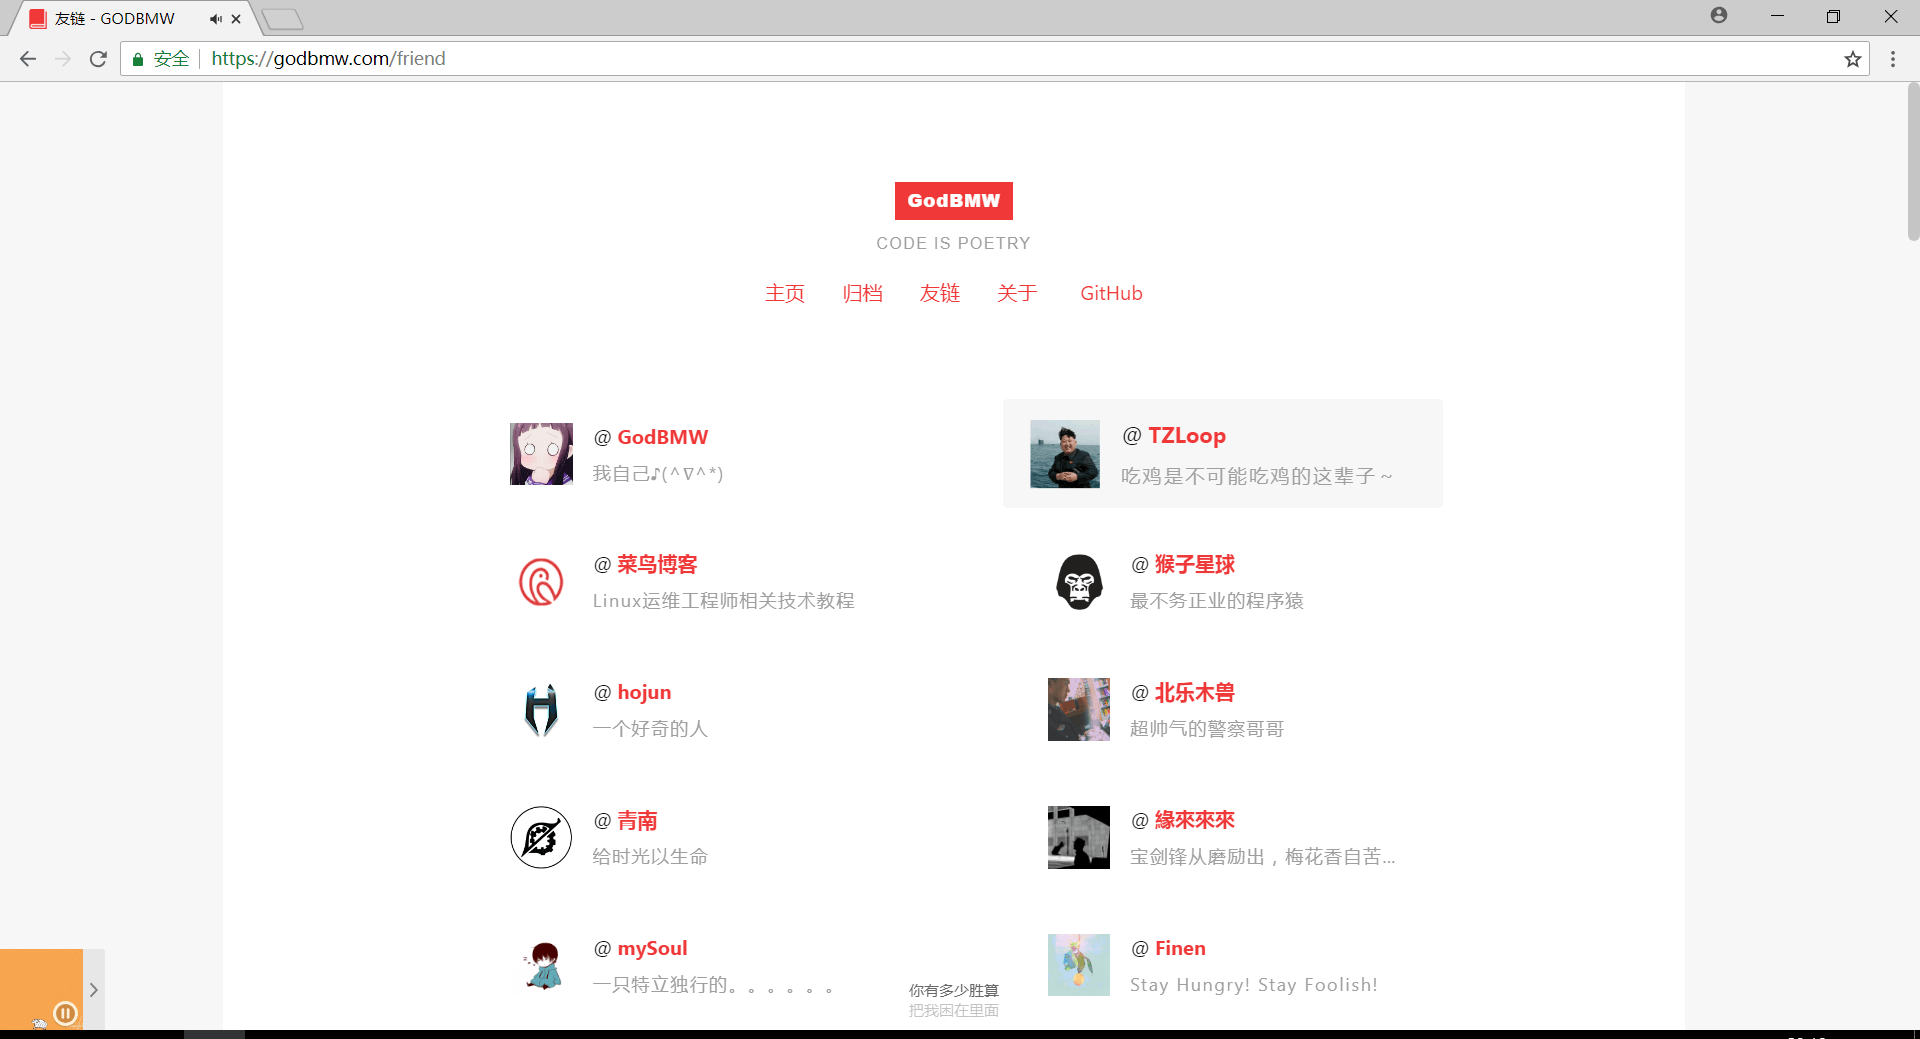 友链 - GODBMW
安全 https://godbmw.com/friend
GodBMW
CODE IS POETRY
主页 归档 友链 关于 GitHub
@ GodBMW
我自己♪(^∇^*)
@ TZLoop
吃鸡是不可能吃鸡的这辈子～
@ 菜鸟博客
Linux运维工程师相关技术教程
@ 猴子星球
最不务正业的程序猿
@ hojun
一个好奇的人
@ 北乐木兽
超帅气的警察哥哥
@ 青南
给时光以生命
@ 緣來來來
宝剑锋从磨励出，梅花香自苦...
@ mySoul
一只特立独行的。。。。。。
@ Finen
Stay Hungry! Stay Foolish!
你有多少胜算
把我困在里面